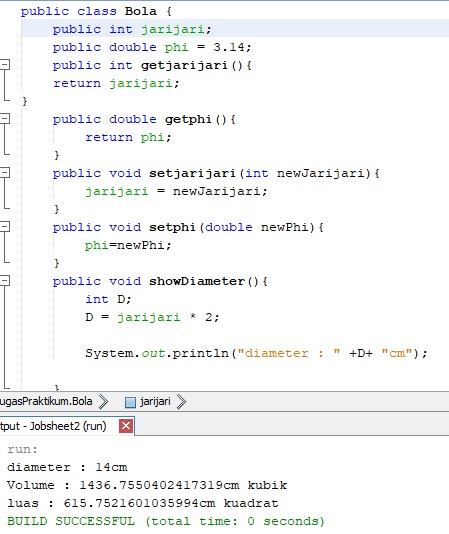 public class Bola {
    public int jarijari;
    public double phi = 3.14;
    public int getjarijari(){
    return jarijari;
}
    public double getphi(){
        return phi;
    }
    public void setjarijari(int newJarijari){
        jarijari = newJarijari;
    }
    public void setphi(double newPhi){
        phi=newPhi;
    }
    public void showDiameter(){
        int D;
        D = jarijari * 2;
        System.out.println("diameter : " +D+ "cm");
    }
ugasPraktikum.Bola jarijari
tput - Jobsheet2 (run)
run:
diameter : 14cm
Volume : 1436.7550402417319cm kubik
luas : 615.7521601035994cm kuadrat
BUILD SUCCESSFUL (total time: 0 seconds)